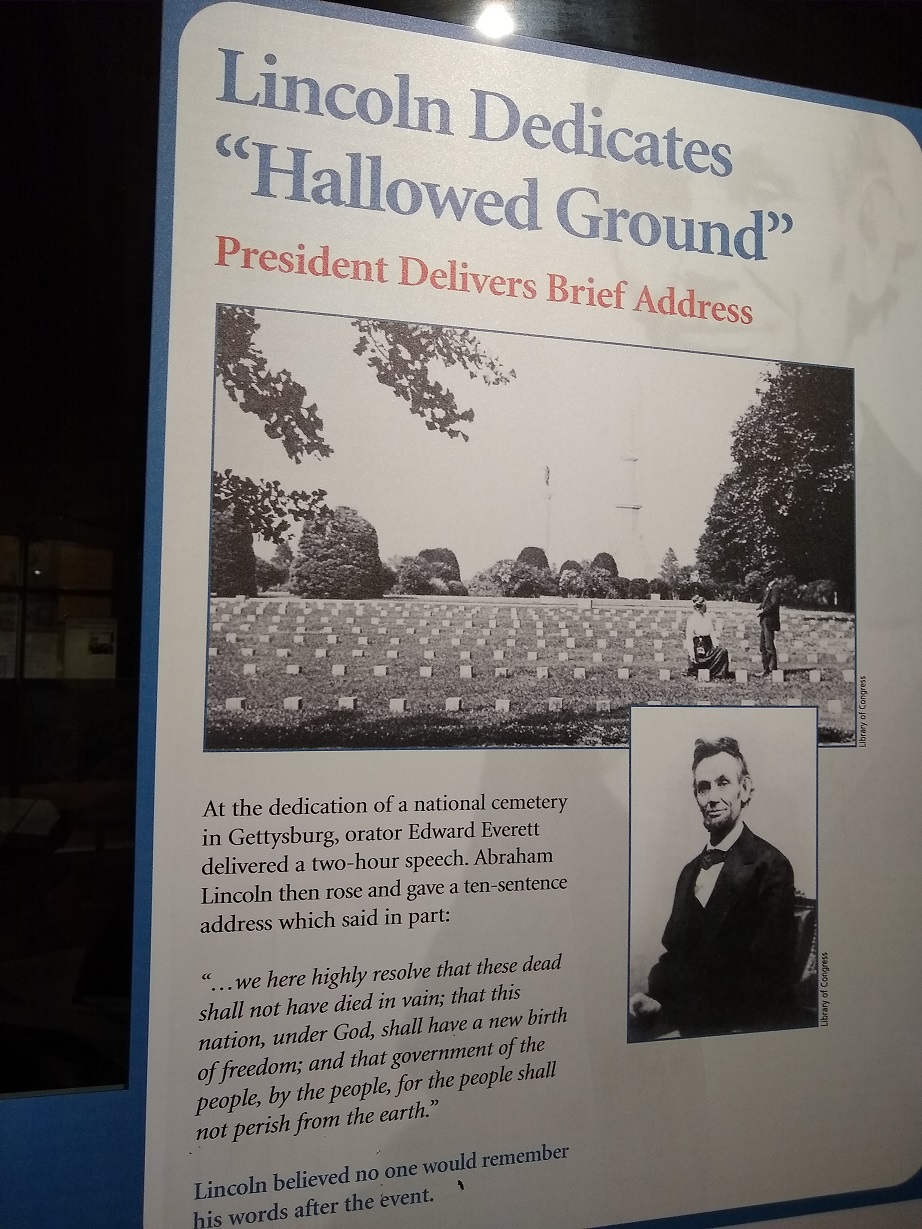 Lincoln Dedicates
“Hallowed Ground”
President Delivers Brief Address
Library of Congress
At the dedication of a national cemetery
in Gettysburg, orator Edward Everett
delivered a two-hour speech. Abraham
Lincoln then rose and gave a ten-sentence
address which said in part:
“…we here highly resolve that these dead
shall not have died in vain; that this
nation, under God, shall have a new birth
of freedom; and that government of the
people, by the people, for the people shall
not perish from the earth.”
Library of Congress
Lincoln believed no one would remember
his words after the event.